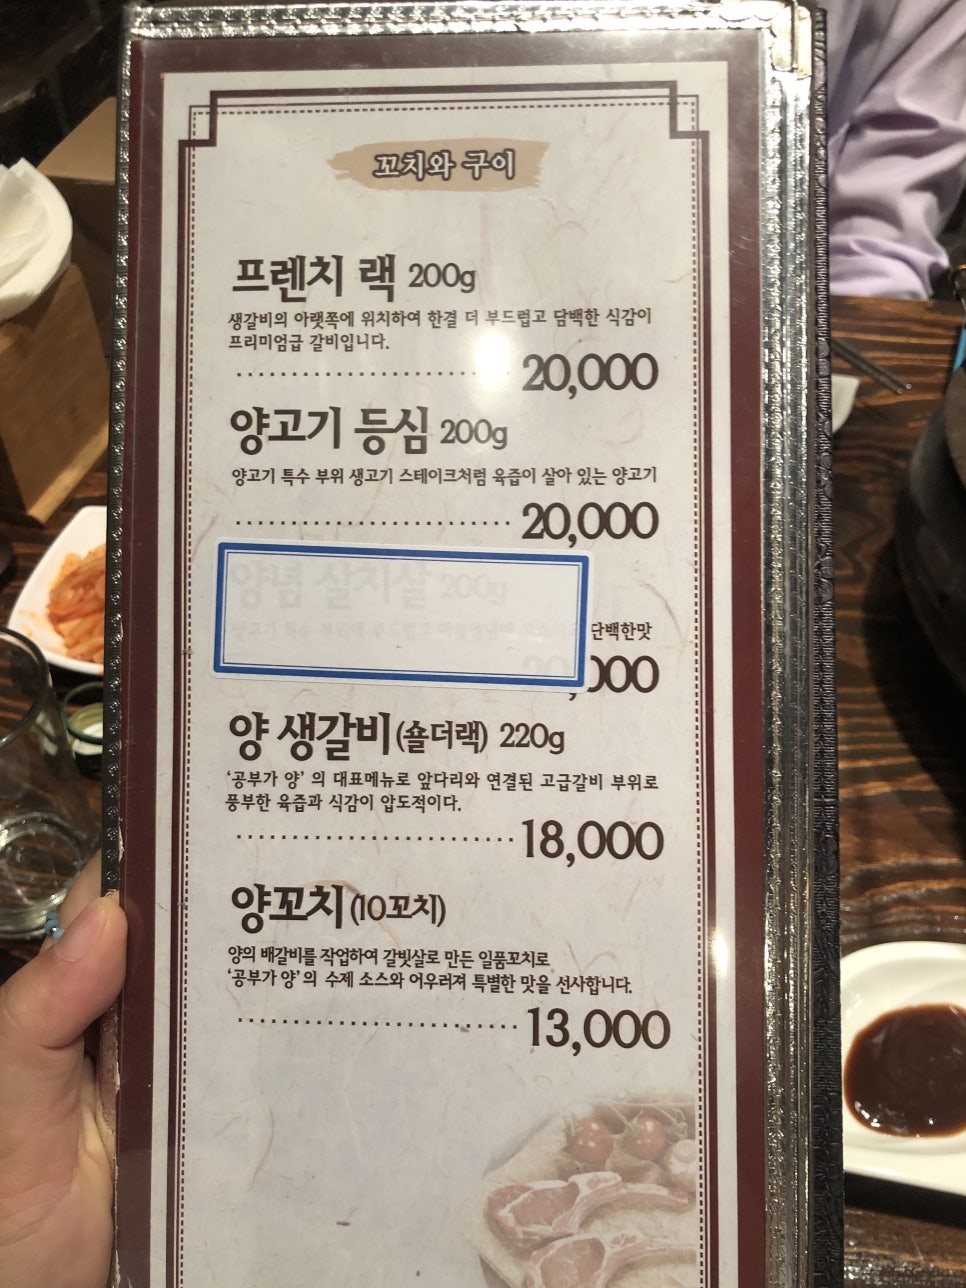 꼬치와 구이
프렌치 랙 200g
생갈비의 아랫쪽에 위치하여 한결 더 부드럽고 담백한 식감이
프리미엄급 갈비입니다.
20,000
양고기 등심 200g
양고기 특수 부위 생고기 스테이크처럼 육즙이 살아 있는 양고기
20,000
양념 살치살 200g
단백한맛
20,000
양 생갈비(숄더랙) 220g
‘공부가 양’ 의 대표메뉴로 앞다리와 연결된 고급갈비 부위로
풍부한 육즙과 식감이 압도적이다.
18,000
양꼬치(10꼬치)
양의 배갈비를 작업하여 갈빗살로 만든 일품꼬치로
‘공부가 양’의 수제 소스와 어우러져 특별한 맛을 선사합니다.
13,000